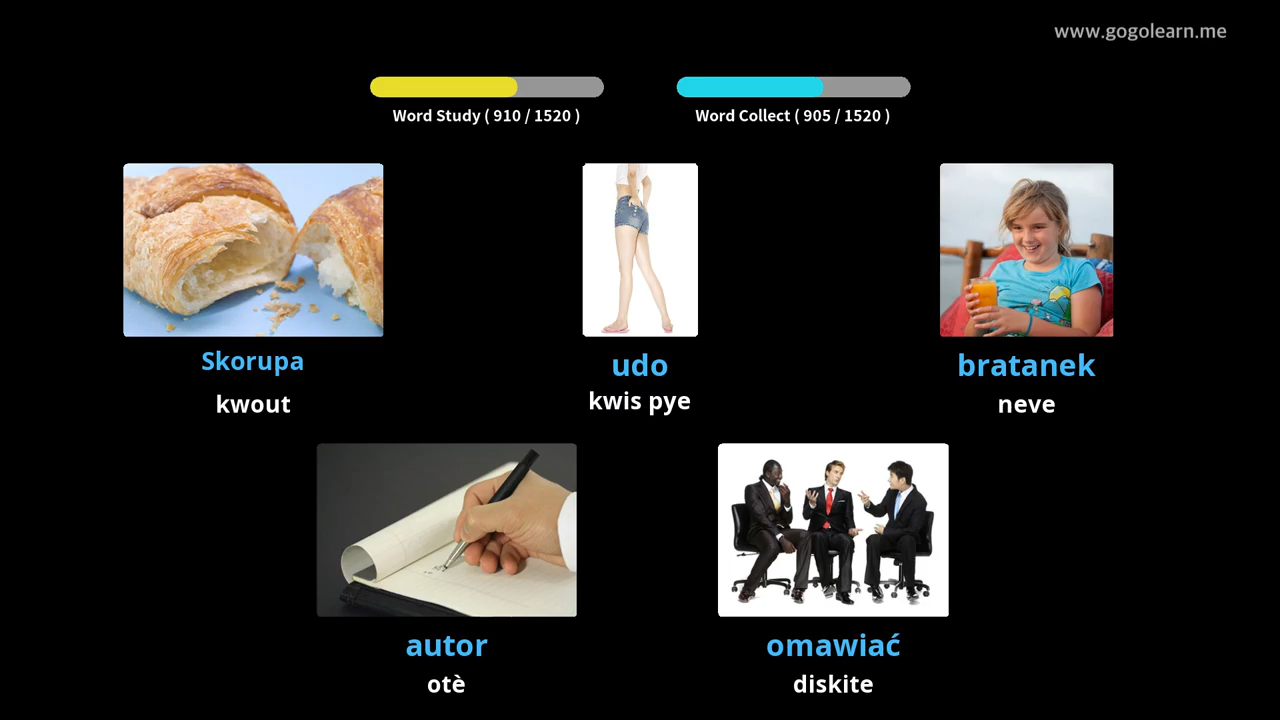 www.gogolearn.me
Word Study ( 910 / 1520 )
Word Collect ( 905 / 1520 )
Skorupa
kwout
udo
kwis pye
bratanek
neve
autor
otè
omawiać
diskite